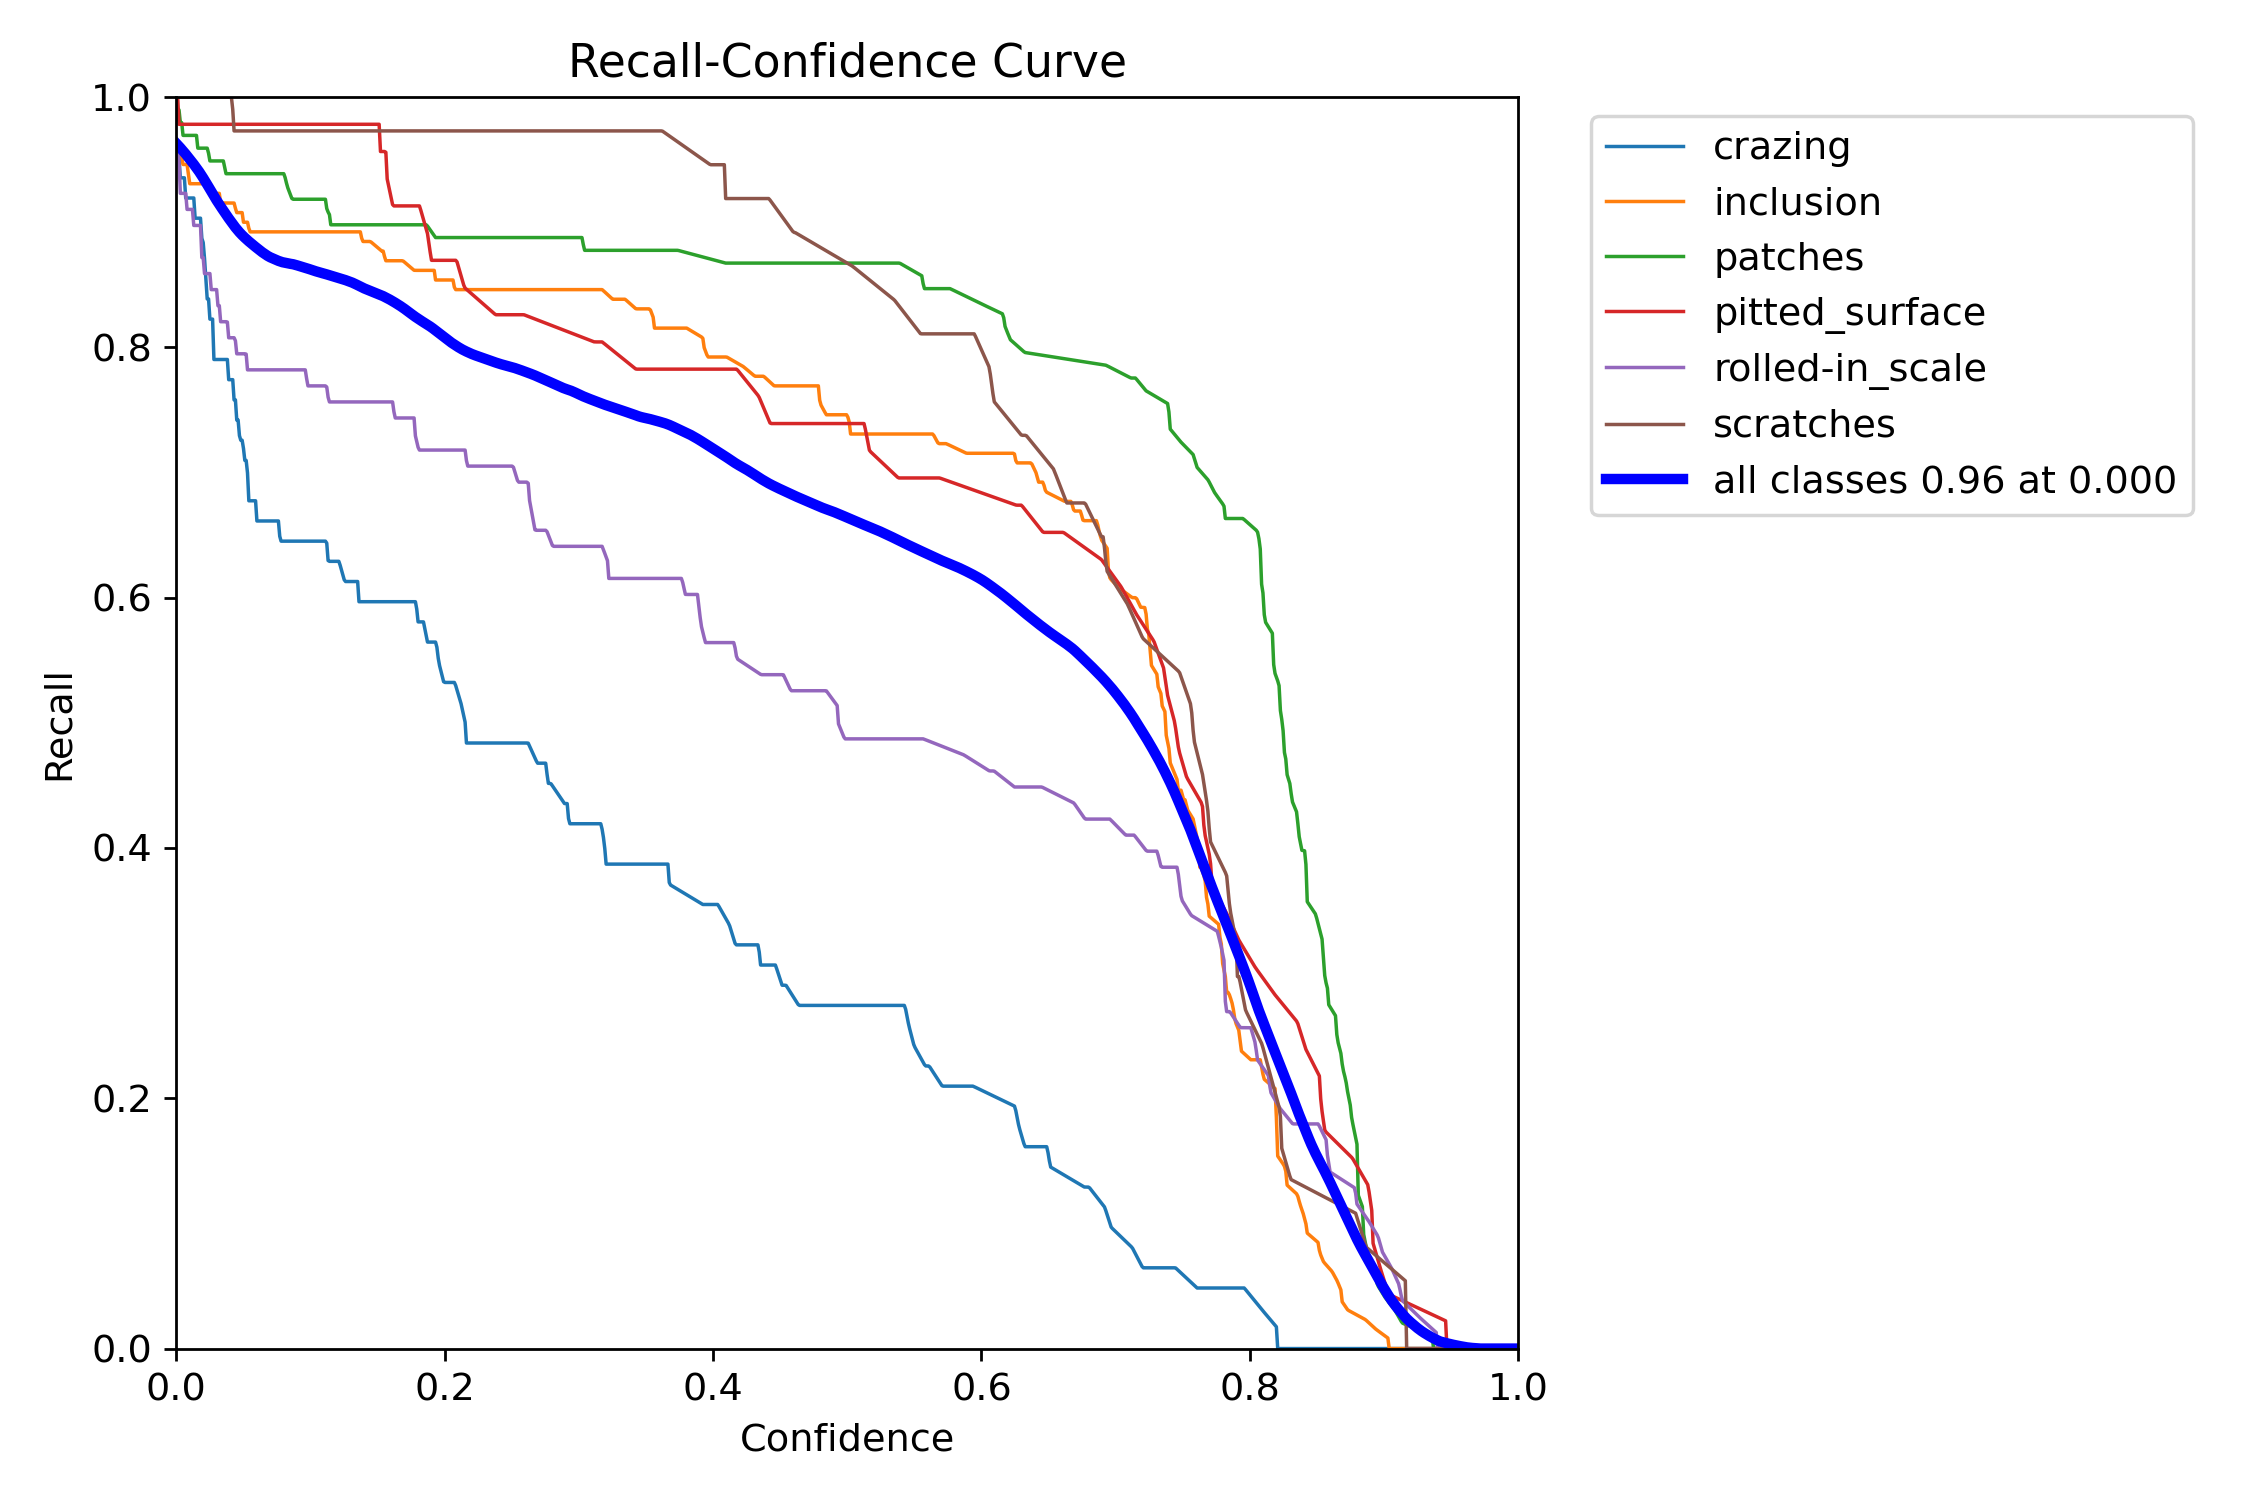 Recall-Confidence Curve
1.0
0.8
0.6
0.4
0.2
0.0
Recall
0.0 0.2 0.4 0.6 0.8 1.0
Confidence
crazing
inclusion
patches
pitted_surface
rolled-in_scale
scratches
all classes 0.96 at 0.000